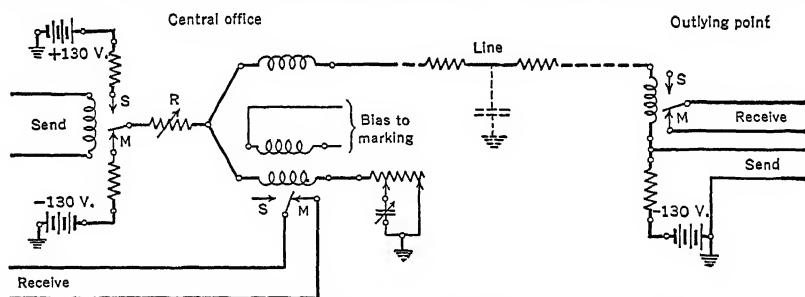 Central office
Outlying point
+130 V.
Line
S
R
S
Send
M
Bias to
marking
M
Receive
Send
S
M
-130 V.
-130 V.
Receive